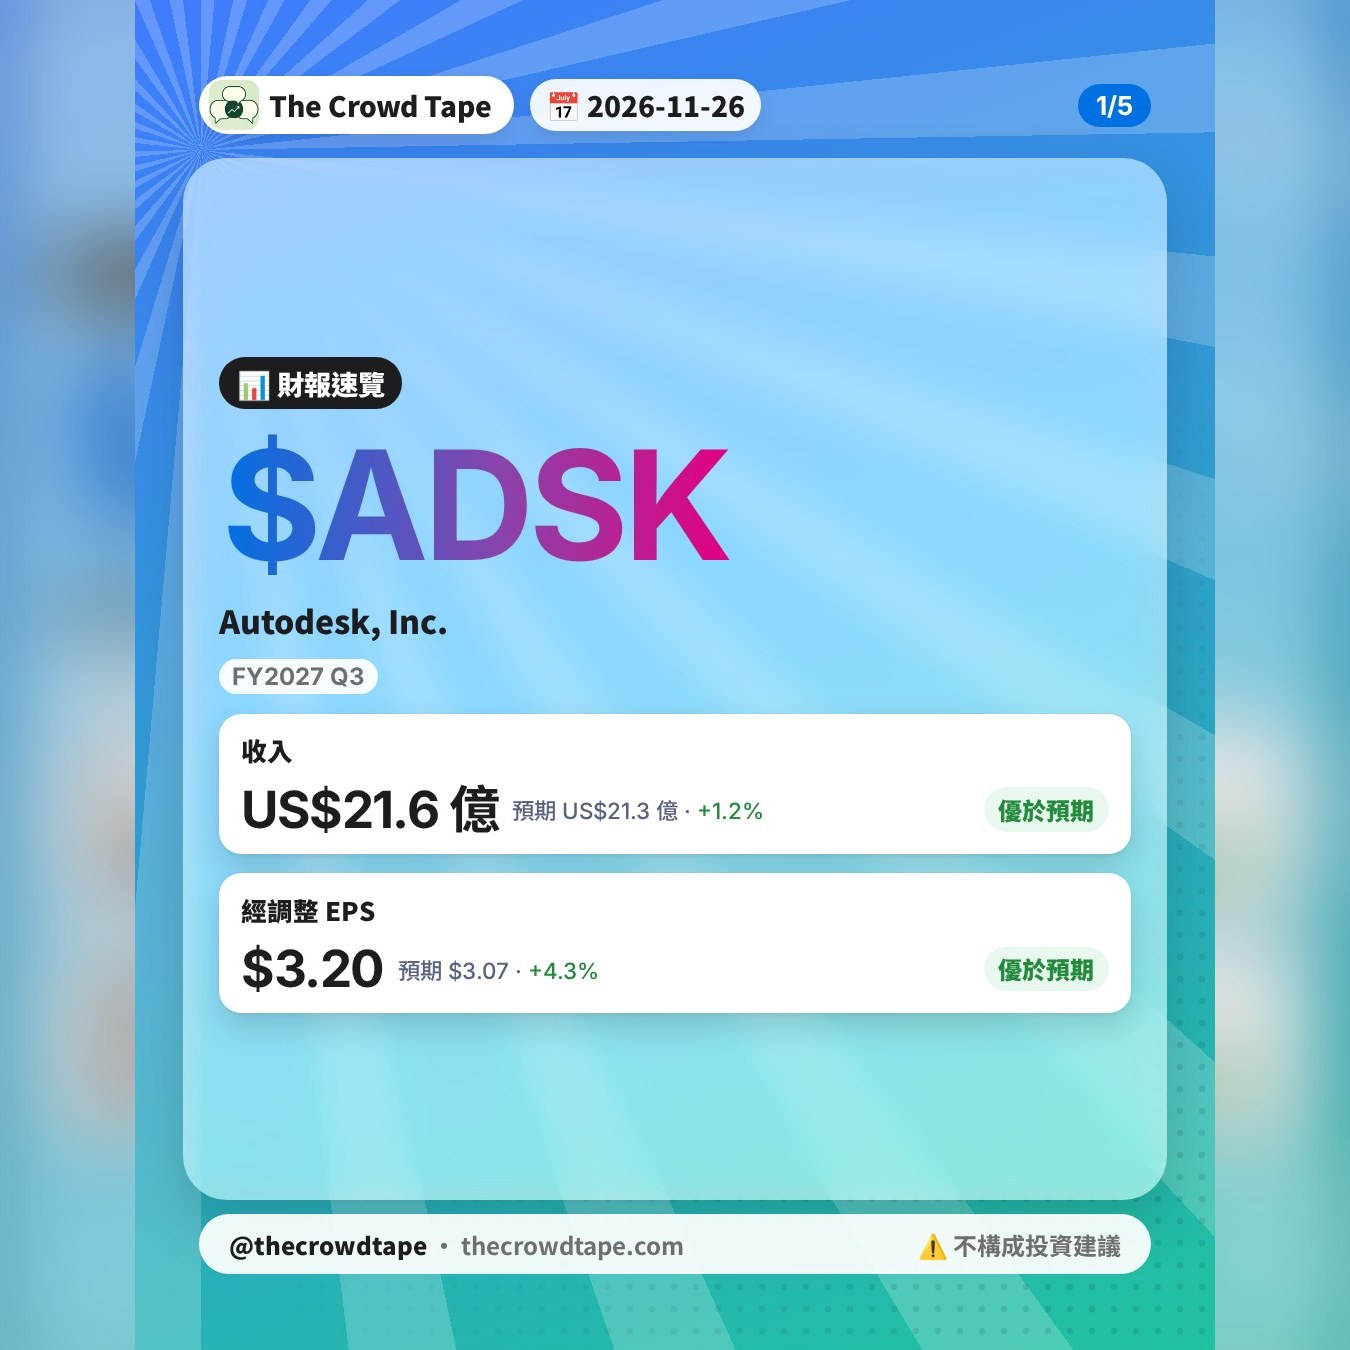 The Crowd Tape
2026-11-26
1/5
財報速覽
$ADSK
Autodesk, Inc.
FY2027 Q3
收入
US$21.6 億 預期 US$21.3 億 · +1.2% 優於預期
經調整 EPS
$3.20 預期 $3.07 · +4.3% 優於預期
@thecrowdtape • thecrowdtape.com
不構成投資建議